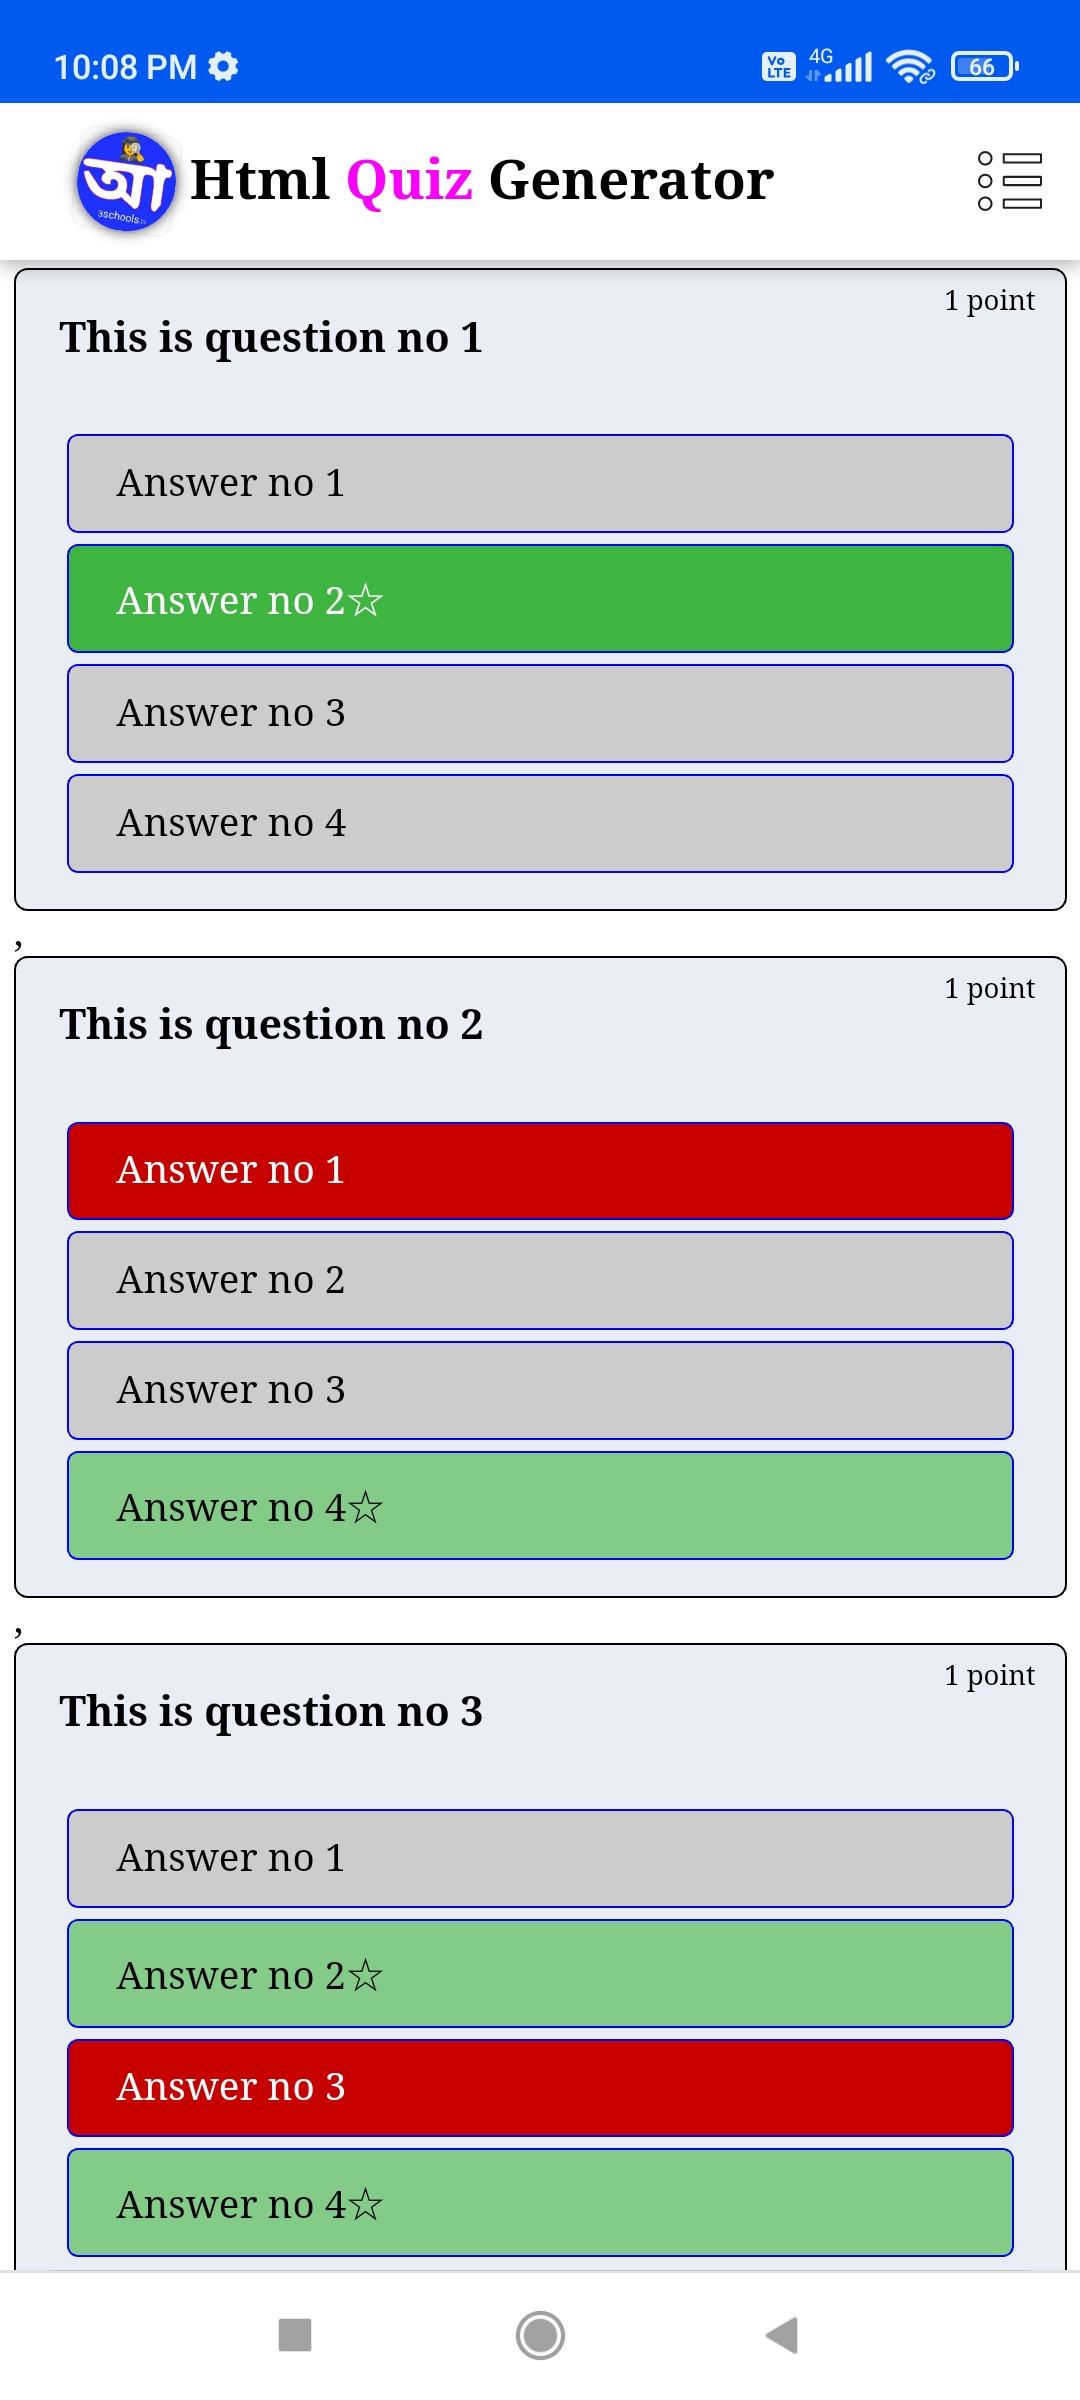 10:08 PM
Vo LTE 4G 66
আ
3schools.in
Html Quiz Generator
1 point
This is question no 1
Answer no 1
Answer no 2☆
Answer no 3
Answer no 4
,
1 point
This is question no 2
Answer no 1
Answer no 2
Answer no 3
Answer no 4☆
,
1 point
This is question no 3
Answer no 1
Answer no 2☆
Answer no 3
Answer no 4☆